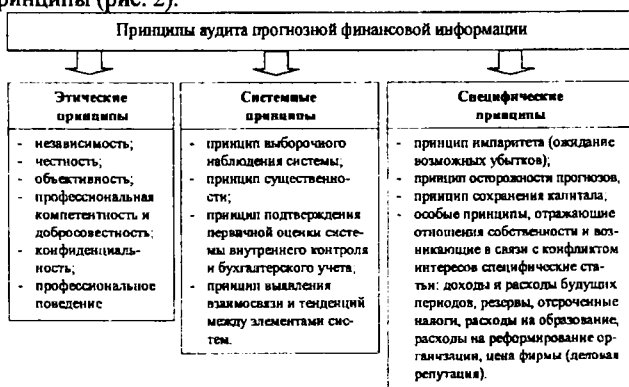 принципы (рис. 2).
Принципы аудита прогнозной финансовой информации
Этические
принципы
- независимость;
- честность;
- объективность;
- профессиональная
компетентность и
добросовестность;
- конфиденциаль-
ность;
- профессиональное
поведение
Системные
принципы
- принцип выборочного
наблюдения системы;
- принцип существенно-
сти;
- принцип подтверждения
первичной оценки систе-
мы внутреннего контроля
и бухгалтерского учета;
- принцип выявления
взаимосвязи и тенденций
между элементами сис-
тем.
Специфические
принципы
- принцип импаритета (ожидание
возможных убытков);
- принцип осторожности прогнозов,
- принцип сохранения капитала;
- особые принципы, отражающие
отношения собственности и воз-
никающие в связи с конфликтом
интересов специфические ста-
тьи: доходы и расходы будущих
периодов, резервы, отсроченные
налоги, расходы на образование,
расходы на реформирование ор-
ганизации, цена фирмы (деловая
репутация).